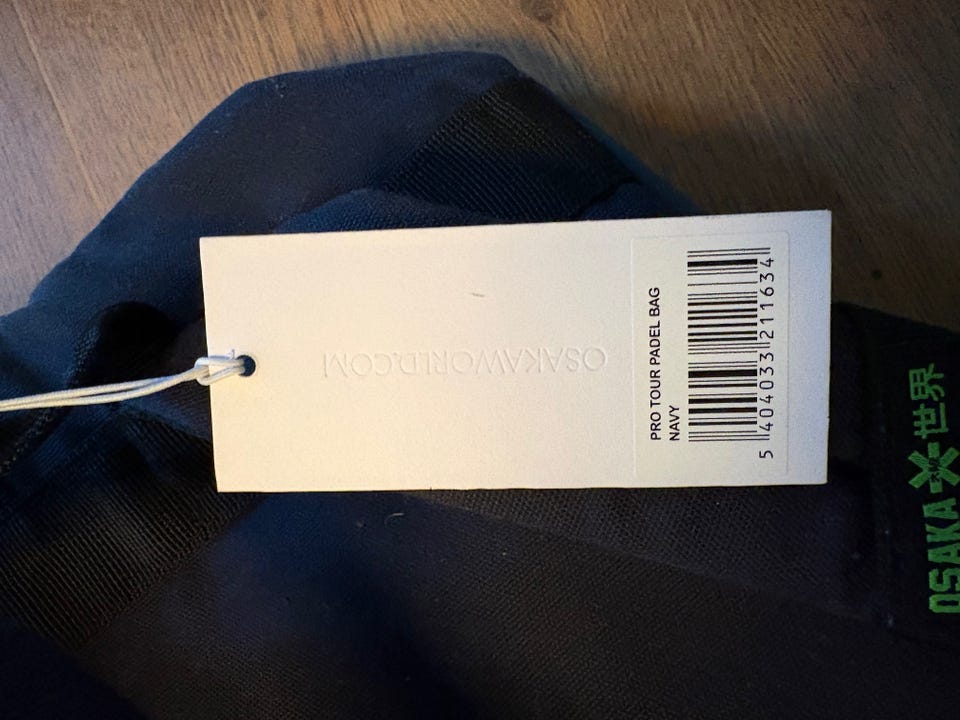 OSAKAWORLD.COM
PRO TOUR PADEL BAG
NAVY
5 404033 211634
OSAKA 世界